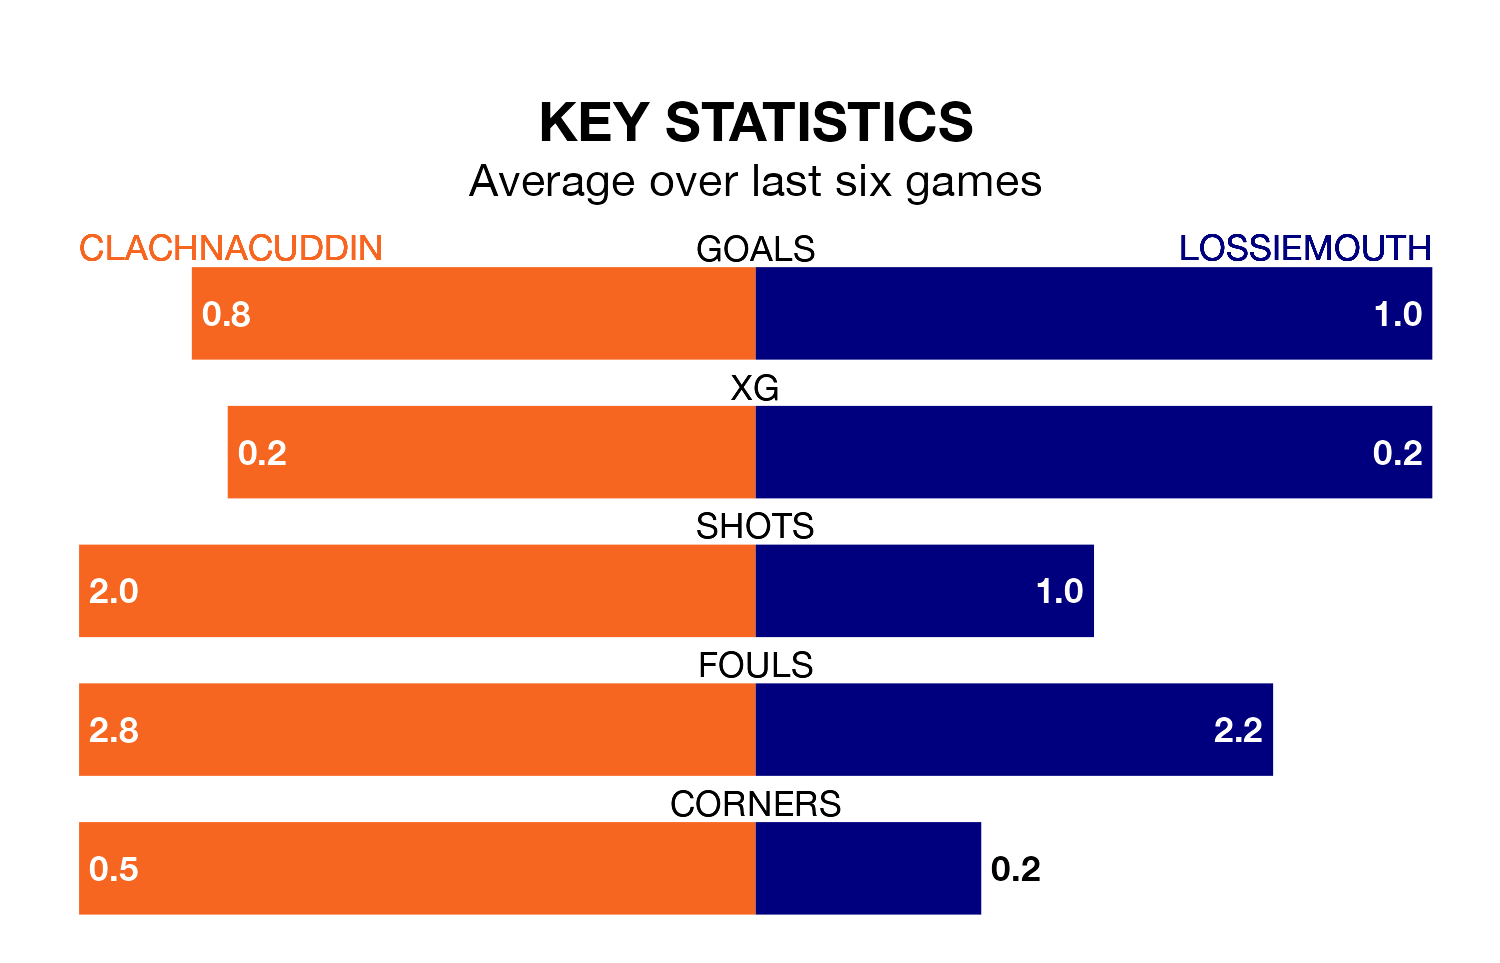 KEY STATISTICS
Average over last six games
CLACHNACUDDIN GOALS LOSSIEMOUTH
0.8 1.0
XG
0.2 0.2
SHOTS
2.0 1.0
FOULS
2.8 2.2
CORNERS
0.5 0.2